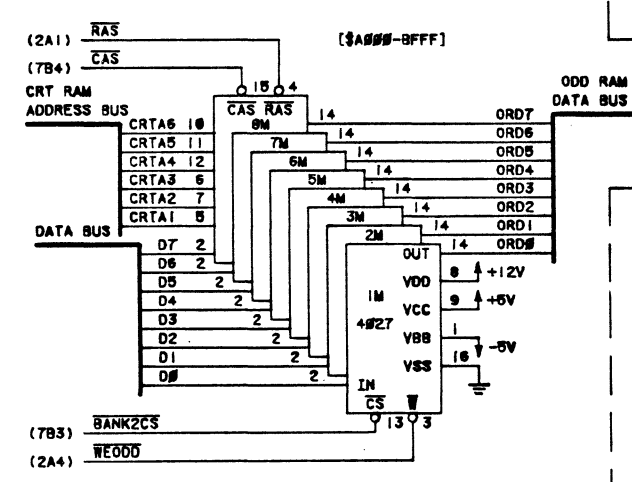 (2A1) RAS [$A000-BFFF]
(7B4) CAS
15 4
CRT RAM
ADDRESS BUS
ODD RAM
DATA BUS
CAS RAS
CRTA6 10
CRTA5 11
CRTA4 12
CRTA3 6
CRTA2 7
CRTA1 5
8M 14 ORD7
7M 14 ORD6
6M 14 ORD5
5M 14 ORD4
4M 14 ORD3
3M 14 ORD2
2M 14 ORD1
OUT 14 ORD0
DATA BUS
D7 2
D6 2
D5 2
D4 2
D3 2
D2 2
D1 2
D0 2
IN
1M
4027
VDD 8 +12V
VCC 9 +5V
VBB 1 -5V
VSS 16
CS W
13 3
(7B3) BANK2CS
(2A4) WEODD